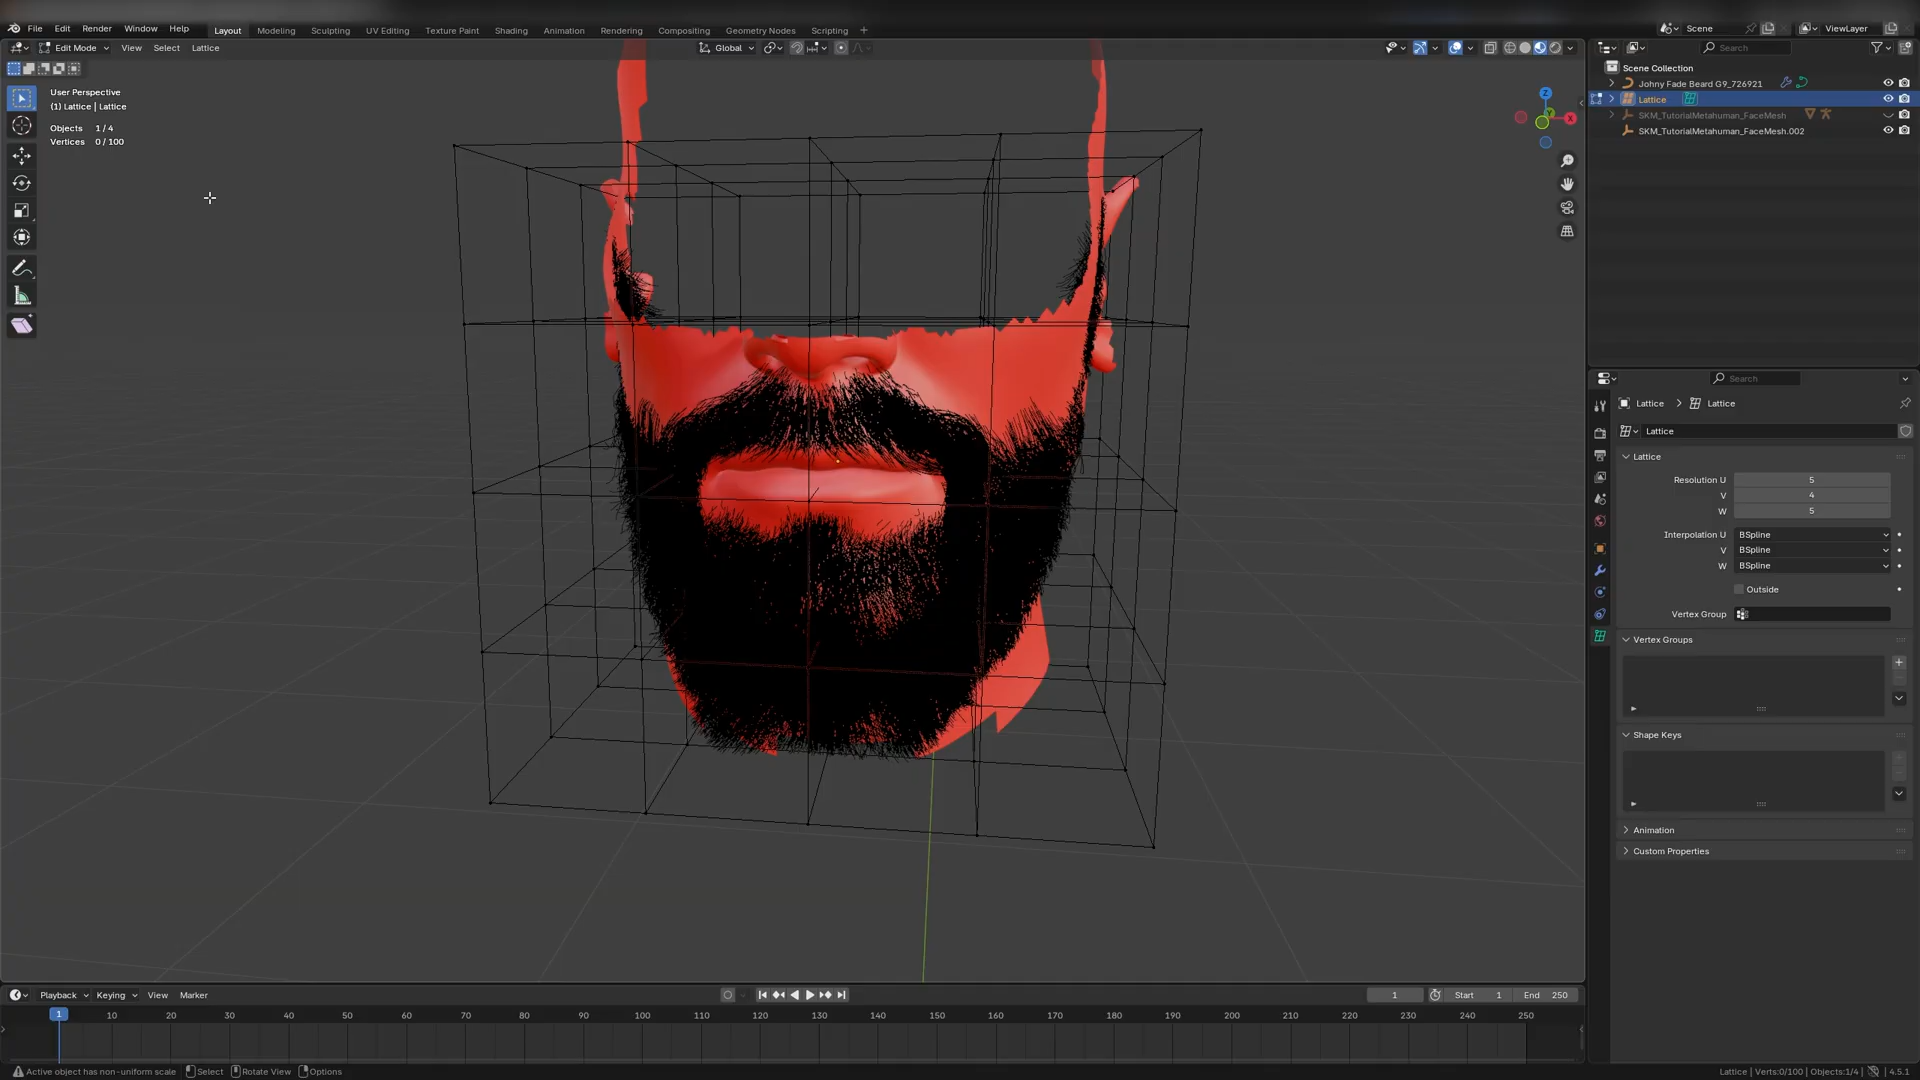 File Edit Render Window Help Layout Modeling Sculpting UV Editing Texture Paint Shading Animation Rendering Compositing Geometry Nodes Scripting + Scene ViewLayer
Edit Mode View Select Lattice Global Search
User Perspective
(1) Lattice | Lattice
Objects 1 / 4
Vertices 0 / 100
Z
X
Scene Collection
Johny Fade Beard G9_726921
Lattice
SKM_TutorialMetahuman_FaceMesh
SKM_TutorialMetahuman_FaceMesh.002
Search
Lattice > Lattice
Lattice
Lattice
Resolution U 5
V 4
W 5
Interpolation U BSpline
V BSpline
W BSpline
Outside
Vertex Group
Vertex Groups
Shape Keys
Animation
Custom Properties
Playback Keying View Marker 1 Start 1 End 250
1 10 20 30 40 50 60 70 80 90 100 110 120 130 140 150 160 170 180 190 200 210 220 230 240 250
Active object has non-uniform scale Select Rotate View Options Lattice | Verts:0/100 | Objects:1/4 4.5.1